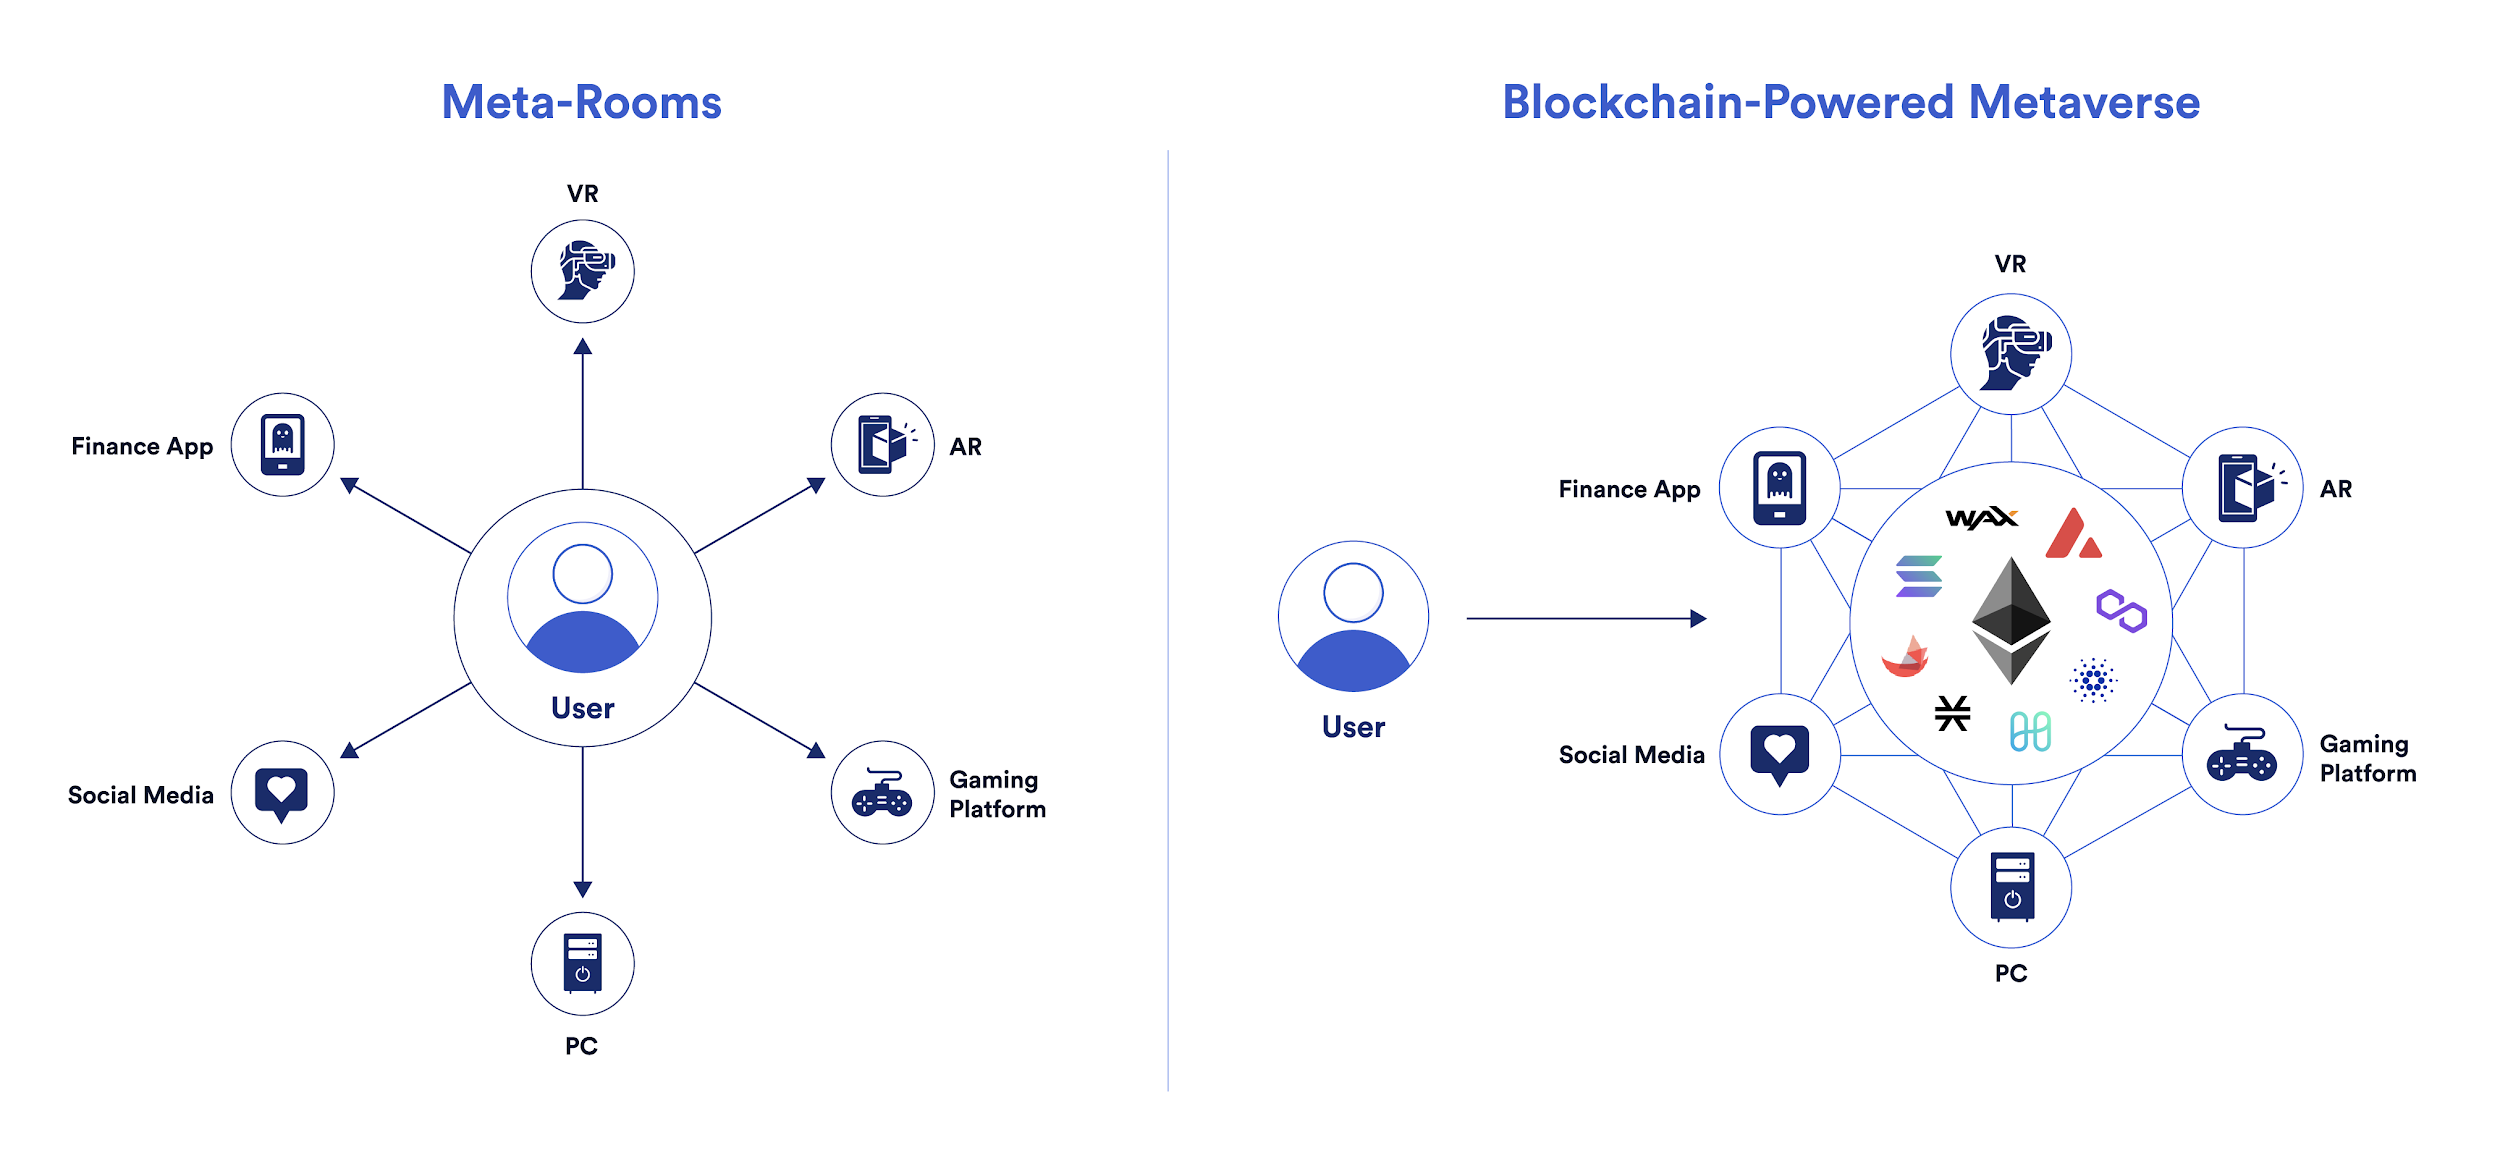 Meta-Rooms
VR
Finance App
AR
User
Social Media
Gaming
Platform
PC
Blockchain-Powered Metaverse
VR
Finance App
AR
WAX
User
Social Media
Gaming
Platform
PC